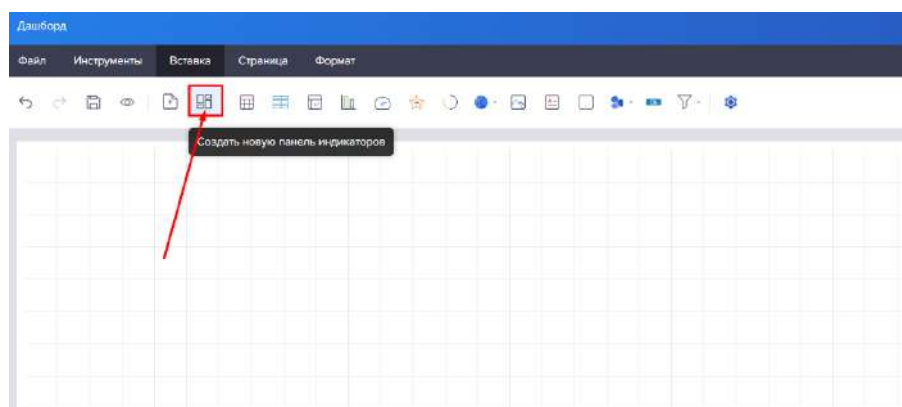 Дашборд
Файл Инструменты Вставка Страница Формат
Создать новую панель индикаторов